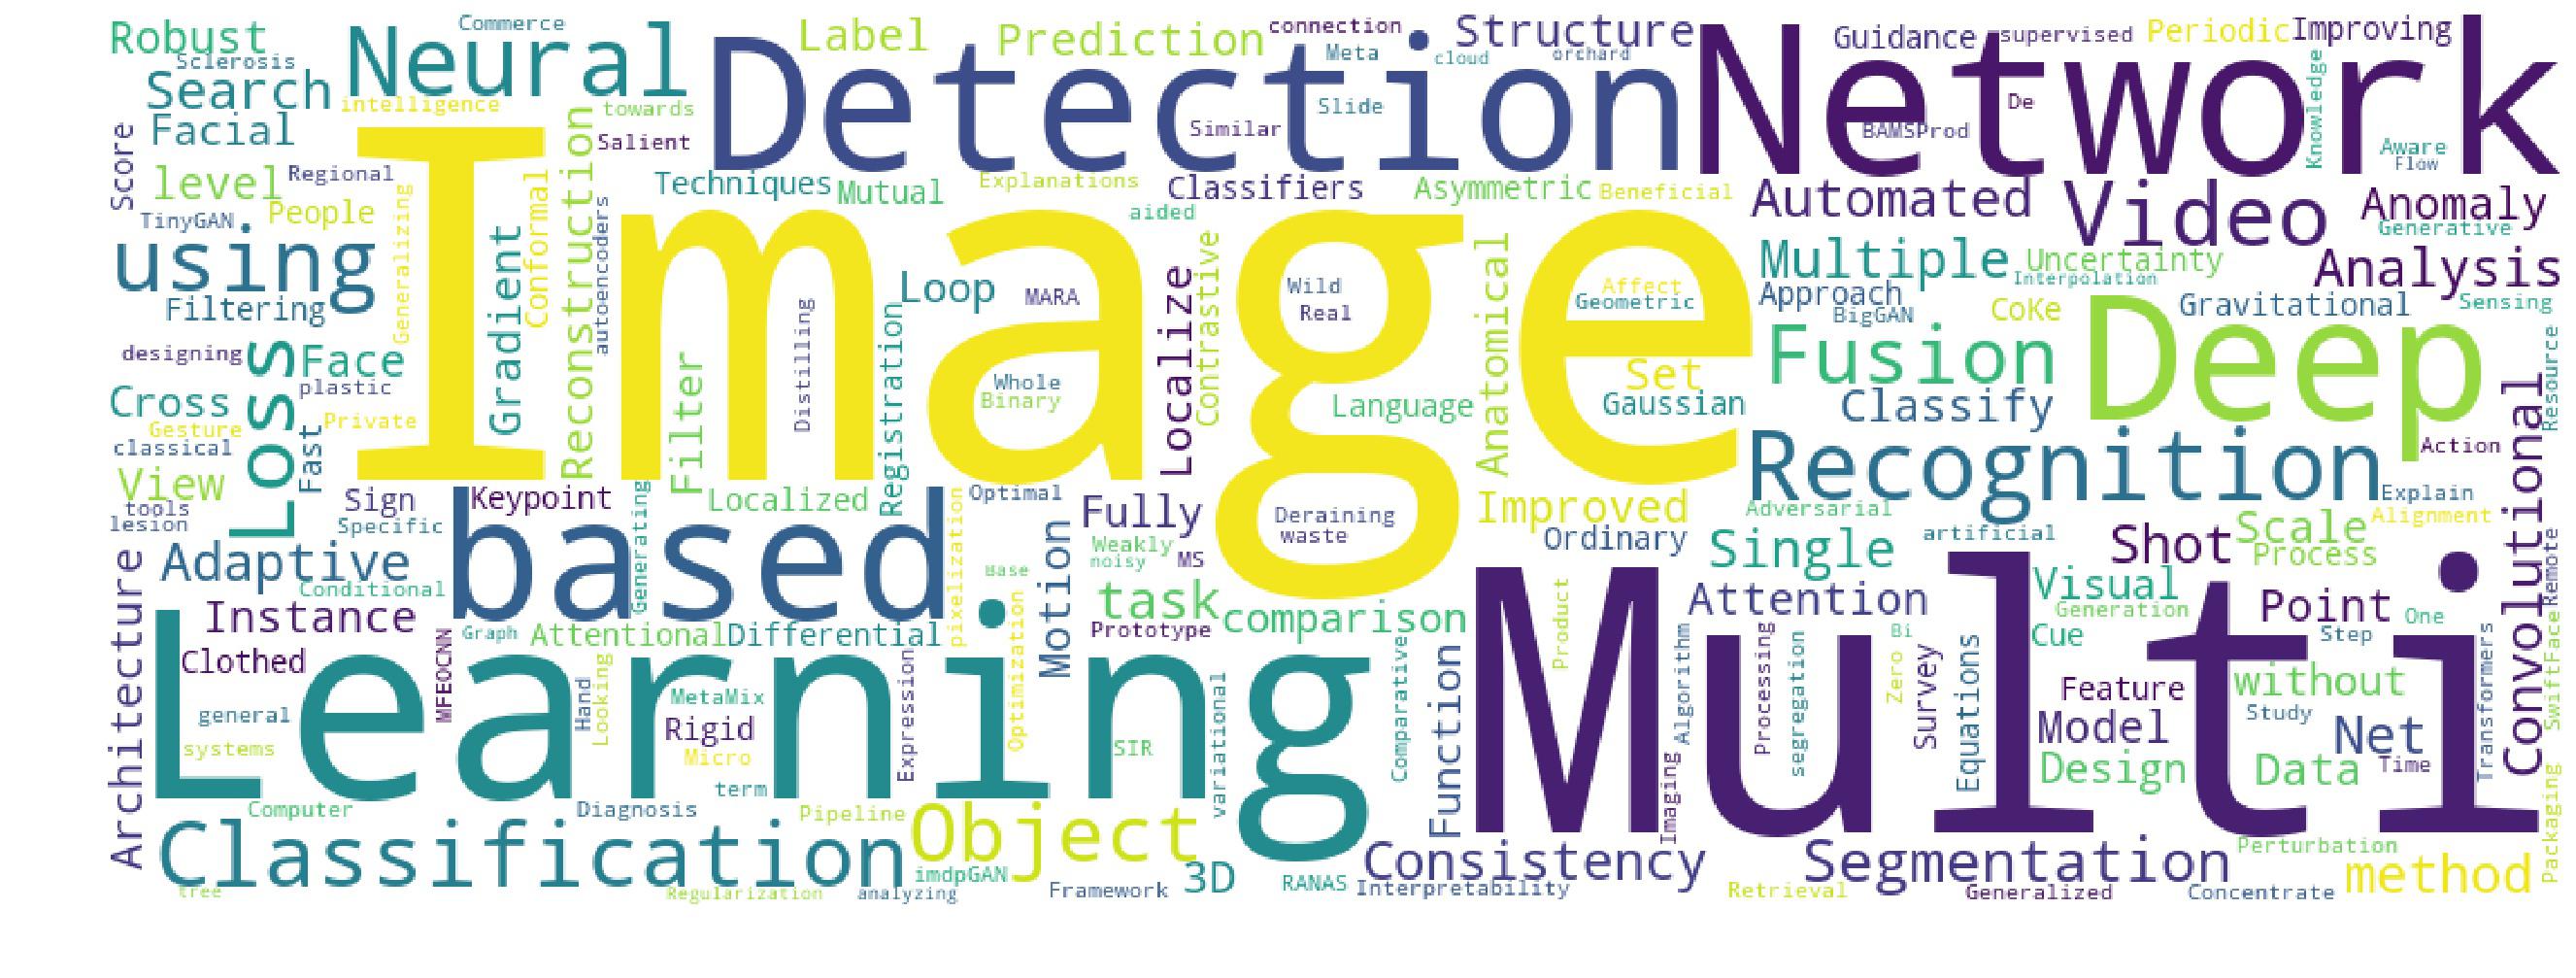 Robust
Sclerosis
Search
Facial
Neural
Commerce
intelligence
towards
Salient
Detection
Label
Prediction
connection
Meta
cloud
Structure
orchard
Similar
Slide
Network
Guidance
supervised
Periodic
Improving
De
BAMSProd
Knowledge
Aware
Flow
Score
level
Regional
TinyGAN
People
using
Filtering
Generalizing
Image
Gradient
Conformal
Reconstruction
autoencoders
Techniques
Mutual
Explanations
aided
Classifiers
Asymmetric
Beneficial
Automated
Video
Anomaly
Generative
Multiple
Uncertainty
Interpolation
Analysis
Approach
BigGAN
CoKe
Gravitational
Sensing
designing
Loss
Face
plastic
Cross
Gesture
Private
classical
Fast
View
tools
lesion
Filter
Distilling
Registration
Loop
MARA
Whole
Binary
Localize
Contrastive
Wild
Real
Language
Anatomical
Affect
Geometric
Set
Gaussian
Fusion
Deep
Classify
Resource
Recognition
Action
Convolutional
Explain
Alignment
Sign
Specific
Keypoint
Localized
Generating
based
pixelization
Optimal
Fully
Weakly
noisy
MS
Motion
Deraining
waste
Improved
Ordinary
Adversarial
Single
artificial
Shot
Scale
Process
Remote
Architecture
Adaptive
Conditional
Instance
Clothed
MFEOCNN
Graph
Attentional
Differential
Base
Optimization
task
comparison
Prototype
Multi
Product
Attention
Visual
Generation
Point
One
Cue
Step
Learning
general
systems
Hand
Looking
MetaMix
Rigid
Micro
term
Expression
SIR
variational
Comparative
Function
Algorithm
Imaging
Processing
segregation
Zero
Bi
Survey
Equations
Feature
without
Model
Study
Net
Design
Data
Time
Transformers
SwiftFace
Packaging
Computer
Diagnosis
Pipeline
Classification
tree
Regularization
analyzing
Object
imdpGAN
Framework
3D
RANAS
Consistency
Interpretability
Retrieval
Segmentation
Generalized
Perturbation
Concentrate
method